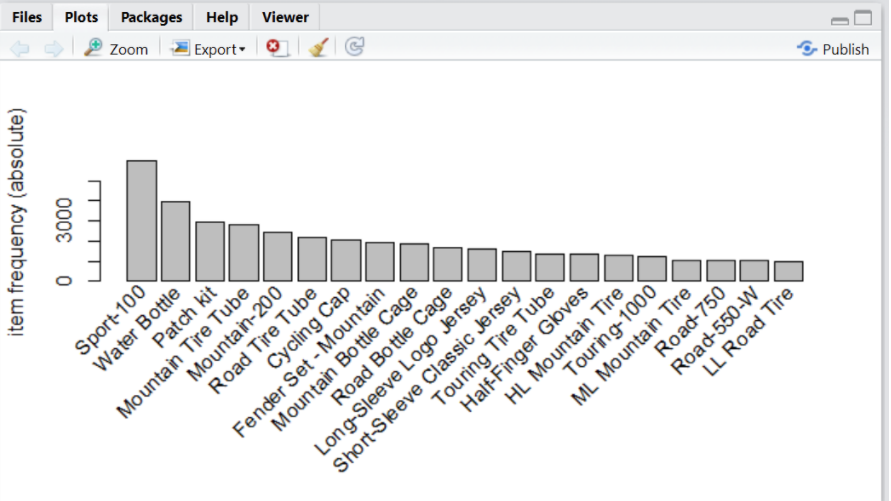 Files Plots Packages Help Viewer
Zoom Export Publish
item frequency (absolute)
3000
0
Sport-100
Water Bottle
Patch kit
Mountain Tire Tube
Mountain-200
Road Tire Tube
Cycling Cap
Fender Set - Mountain
Mountain Bottle Cage
Road Bottle Cage
Long-Sleeve Logo Jersey
Short-Sleeve Classic Jersey
Touring Tire Tube
Half-Finger Gloves
HL Mountain Tire
Touring-1000
ML Mountain Tire
Road-750
Road-550-W
LL Road Tire